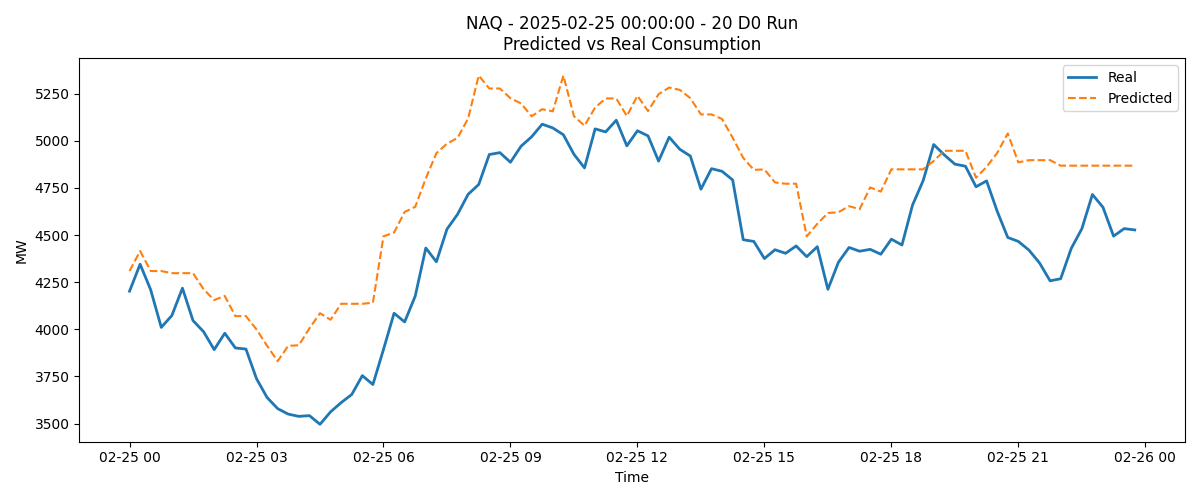 NAQ - 2025-02-25 00:00:00 - 20 D0 Run
Predicted vs Real Consumption
Real
Predicted
MW
5250
5000
4750
4500
4250
4000
3750
3500
02-25 00
02-25 03
02-25 06
02-25 09
02-25 12
02-25 15
02-25 18
02-25 21
02-26 00
Time